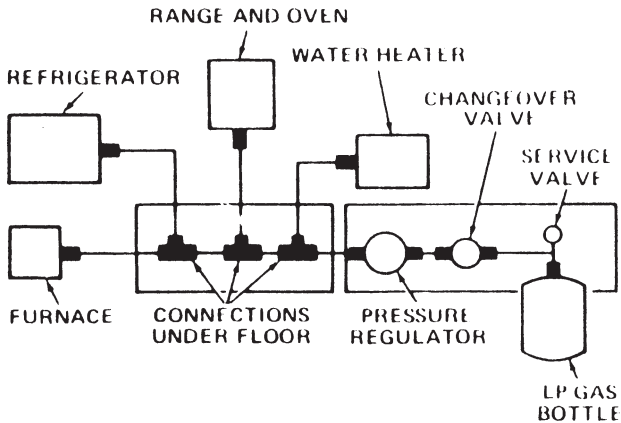 RANGE AND OVEN
WATER HEATER
REFRIGERATOR
CHANGEOVER
VALVE
SERVICE
VALVE
FURNACE
CONNECTIONS
UNDER FLOOR
PRESSURE
REGULATOR
LP GAS
BOTTLE